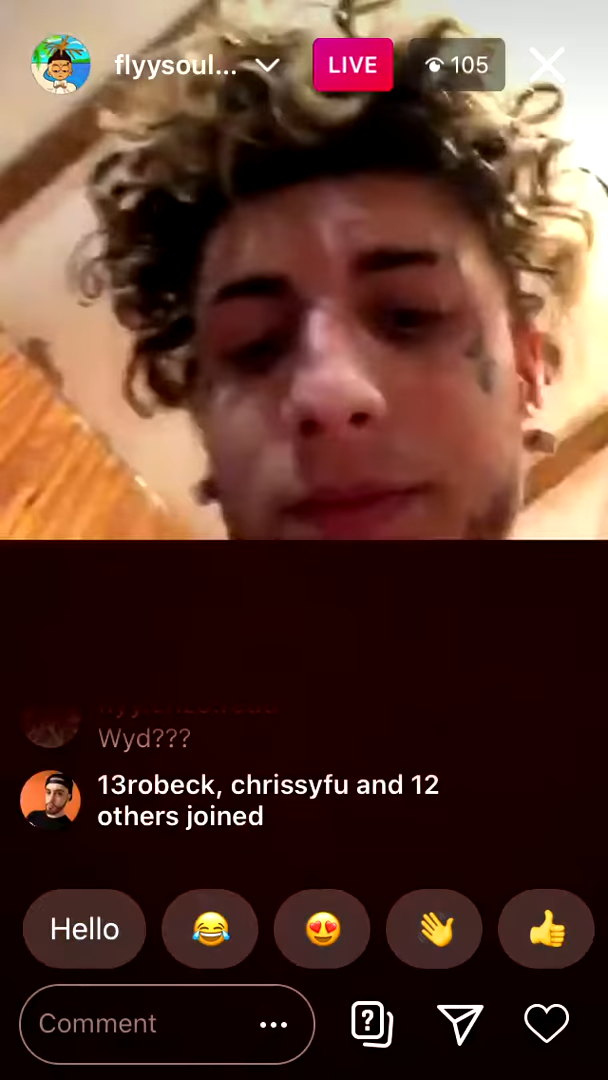 flyysoul...
LIVE
105
Wyd???
13robeck, chrissyfu and 12
others joined
Hello
Comment